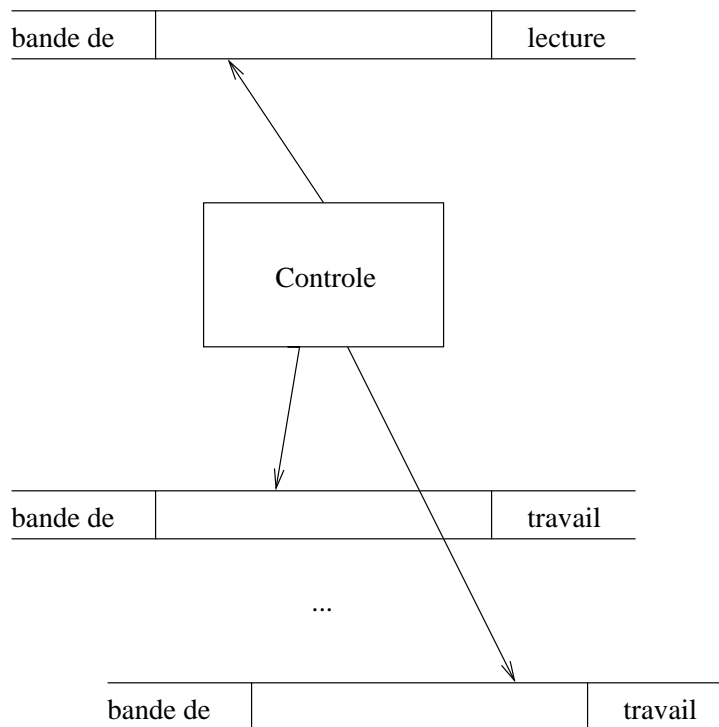 bande de lecture
Controle
bande de travail
...
bande de travail